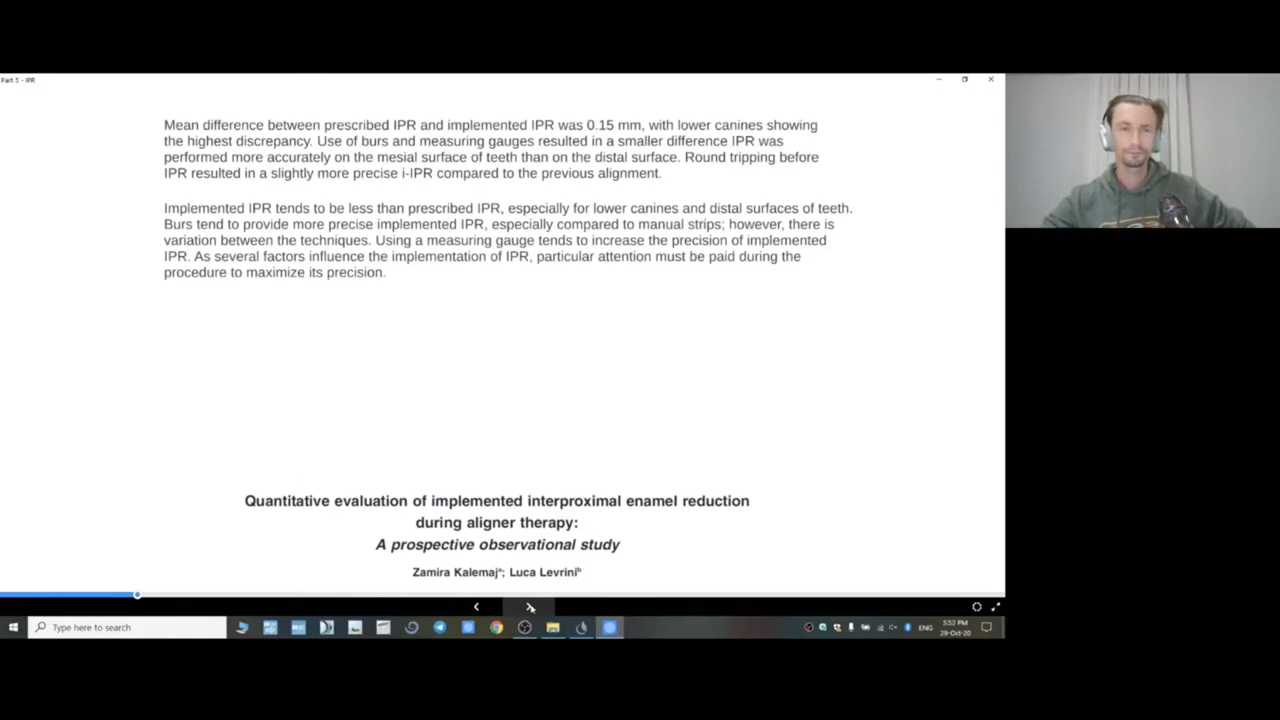 Part 5 - IPR
Mean difference between prescribed IPR and implemented IPR was 0.15 mm, with lower canines showing
the highest discrepancy. Use of burs and measuring gauges resulted in a smaller difference IPR was
performed more accurately on the mesial surface of teeth than on the distal surface. Round tripping before
IPR resulted in a slightly more precise i-IPR compared to the previous alignment.
Implemented IPR tends to be less than prescribed IPR, especially for lower canines and distal surfaces of teeth.
Burs tend to provide more precise implemented IPR, especially compared to manual strips; however, there is
variation between the techniques. Using a measuring gauge tends to increase the precision of implemented
IPR. As several factors influence the implementation of IPR, particular attention must be paid during the
procedure to maximize its precision.
Quantitative evaluation of implemented interproximal enamel reduction
during aligner therapy:
A prospective observational study
Zamira Kalemajᵃ; Luca Levriniᵇ
Type here to search
ENG
5:53 PM
29-Oct-20